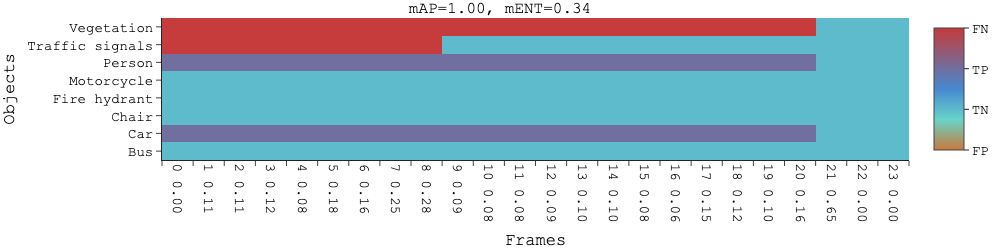 mAP=1.00, mENT=0.34
Objects
Vegetation
Traffic signals
Person
Motorcycle
Fire hydrant
Chair
Car
Bus
FN
TP
TN
FP
0 0.00
1 0.11
2 0.11
3 0.12
4 0.08
5 0.18
6 0.16
7 0.25
8 0.28
9 0.09
10 0.08
11 0.08
12 0.09
13 0.10
14 0.10
15 0.08
16 0.06
17 0.15
18 0.12
19 0.10
20 0.16
21 0.65
22 0.00
23 0.00
Frames